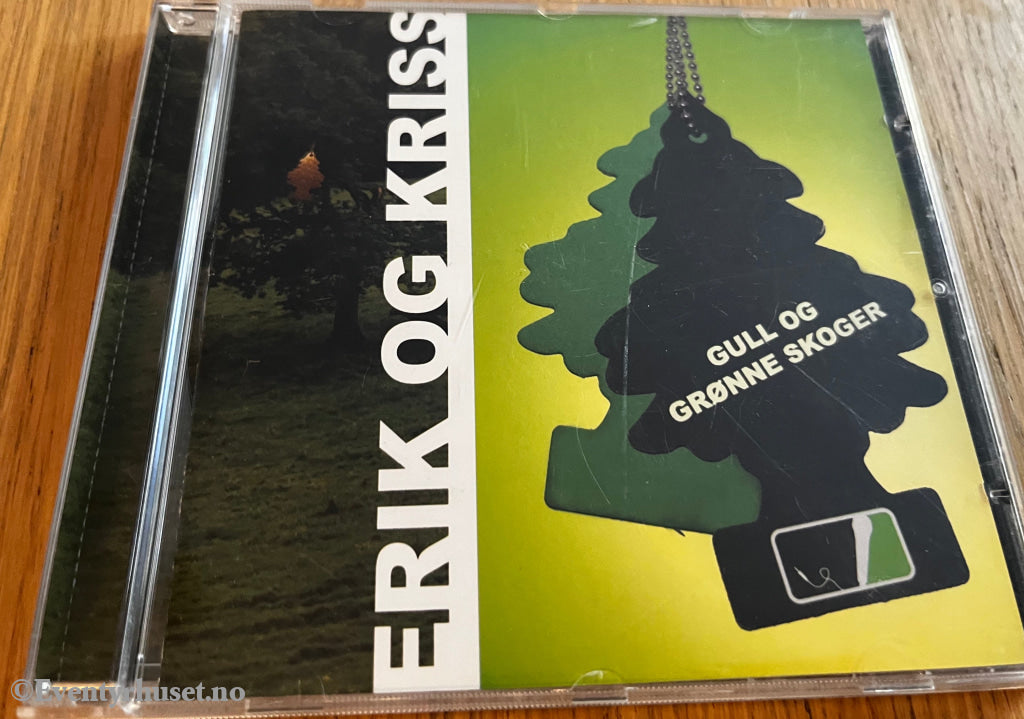 ERIK OG KRISS
GULL OG
GRØNNE SKOGER
©Eventyrhuset.no